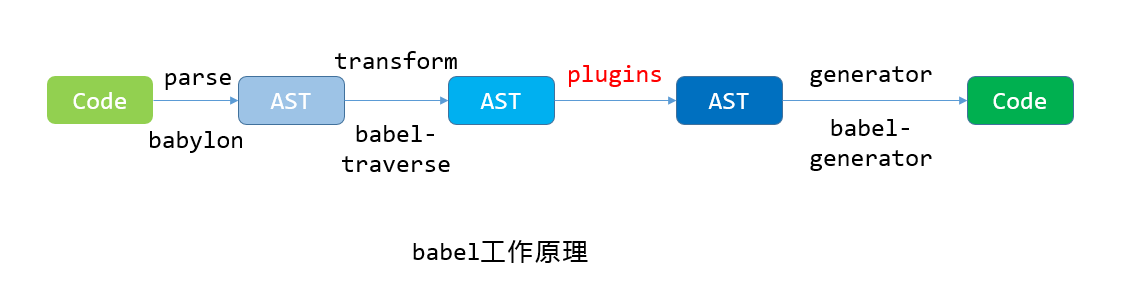 Code
parse
babylon
AST
transform
babel-
traverse
AST
plugins
AST
generator
babel-
generator
Code
babel工作原理